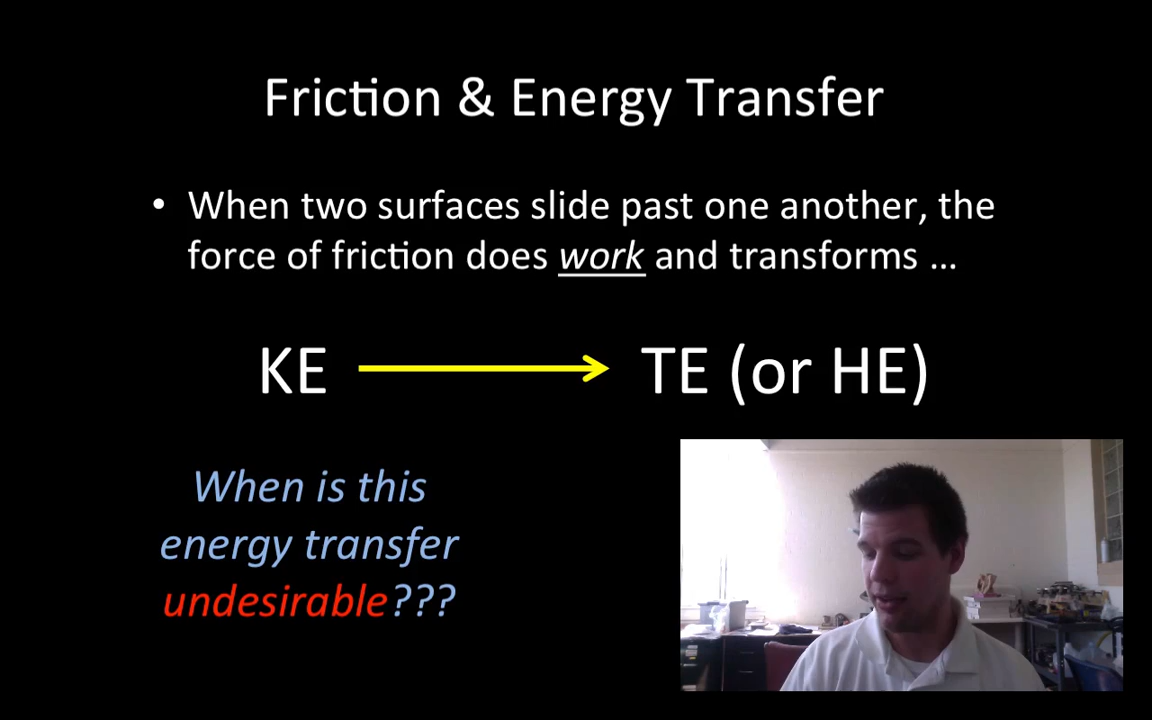 Friction & Energy Transfer
• When two surfaces slide past one another, the
force of friction does work and transforms ...
KE TE (or HE)
When is this
energy transfer
undesirable???